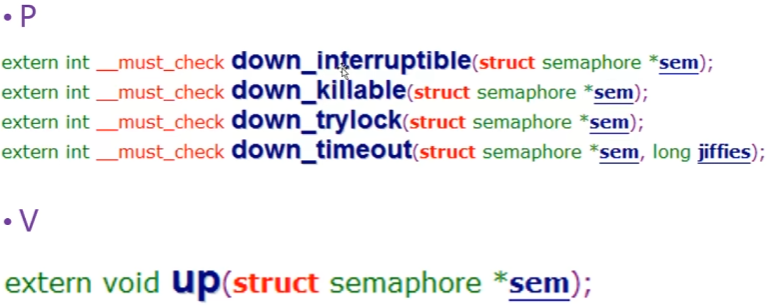 • P
extern int __must_check down_interruptible(struct semaphore *sem);
extern int __must_check down_killable(struct semaphore *sem);
extern int __must_check down_trylock(struct semaphore *sem);
extern int __must_check down_timeout(struct semaphore *sem, long jiffies);
• V
extern void up(struct semaphore *sem);